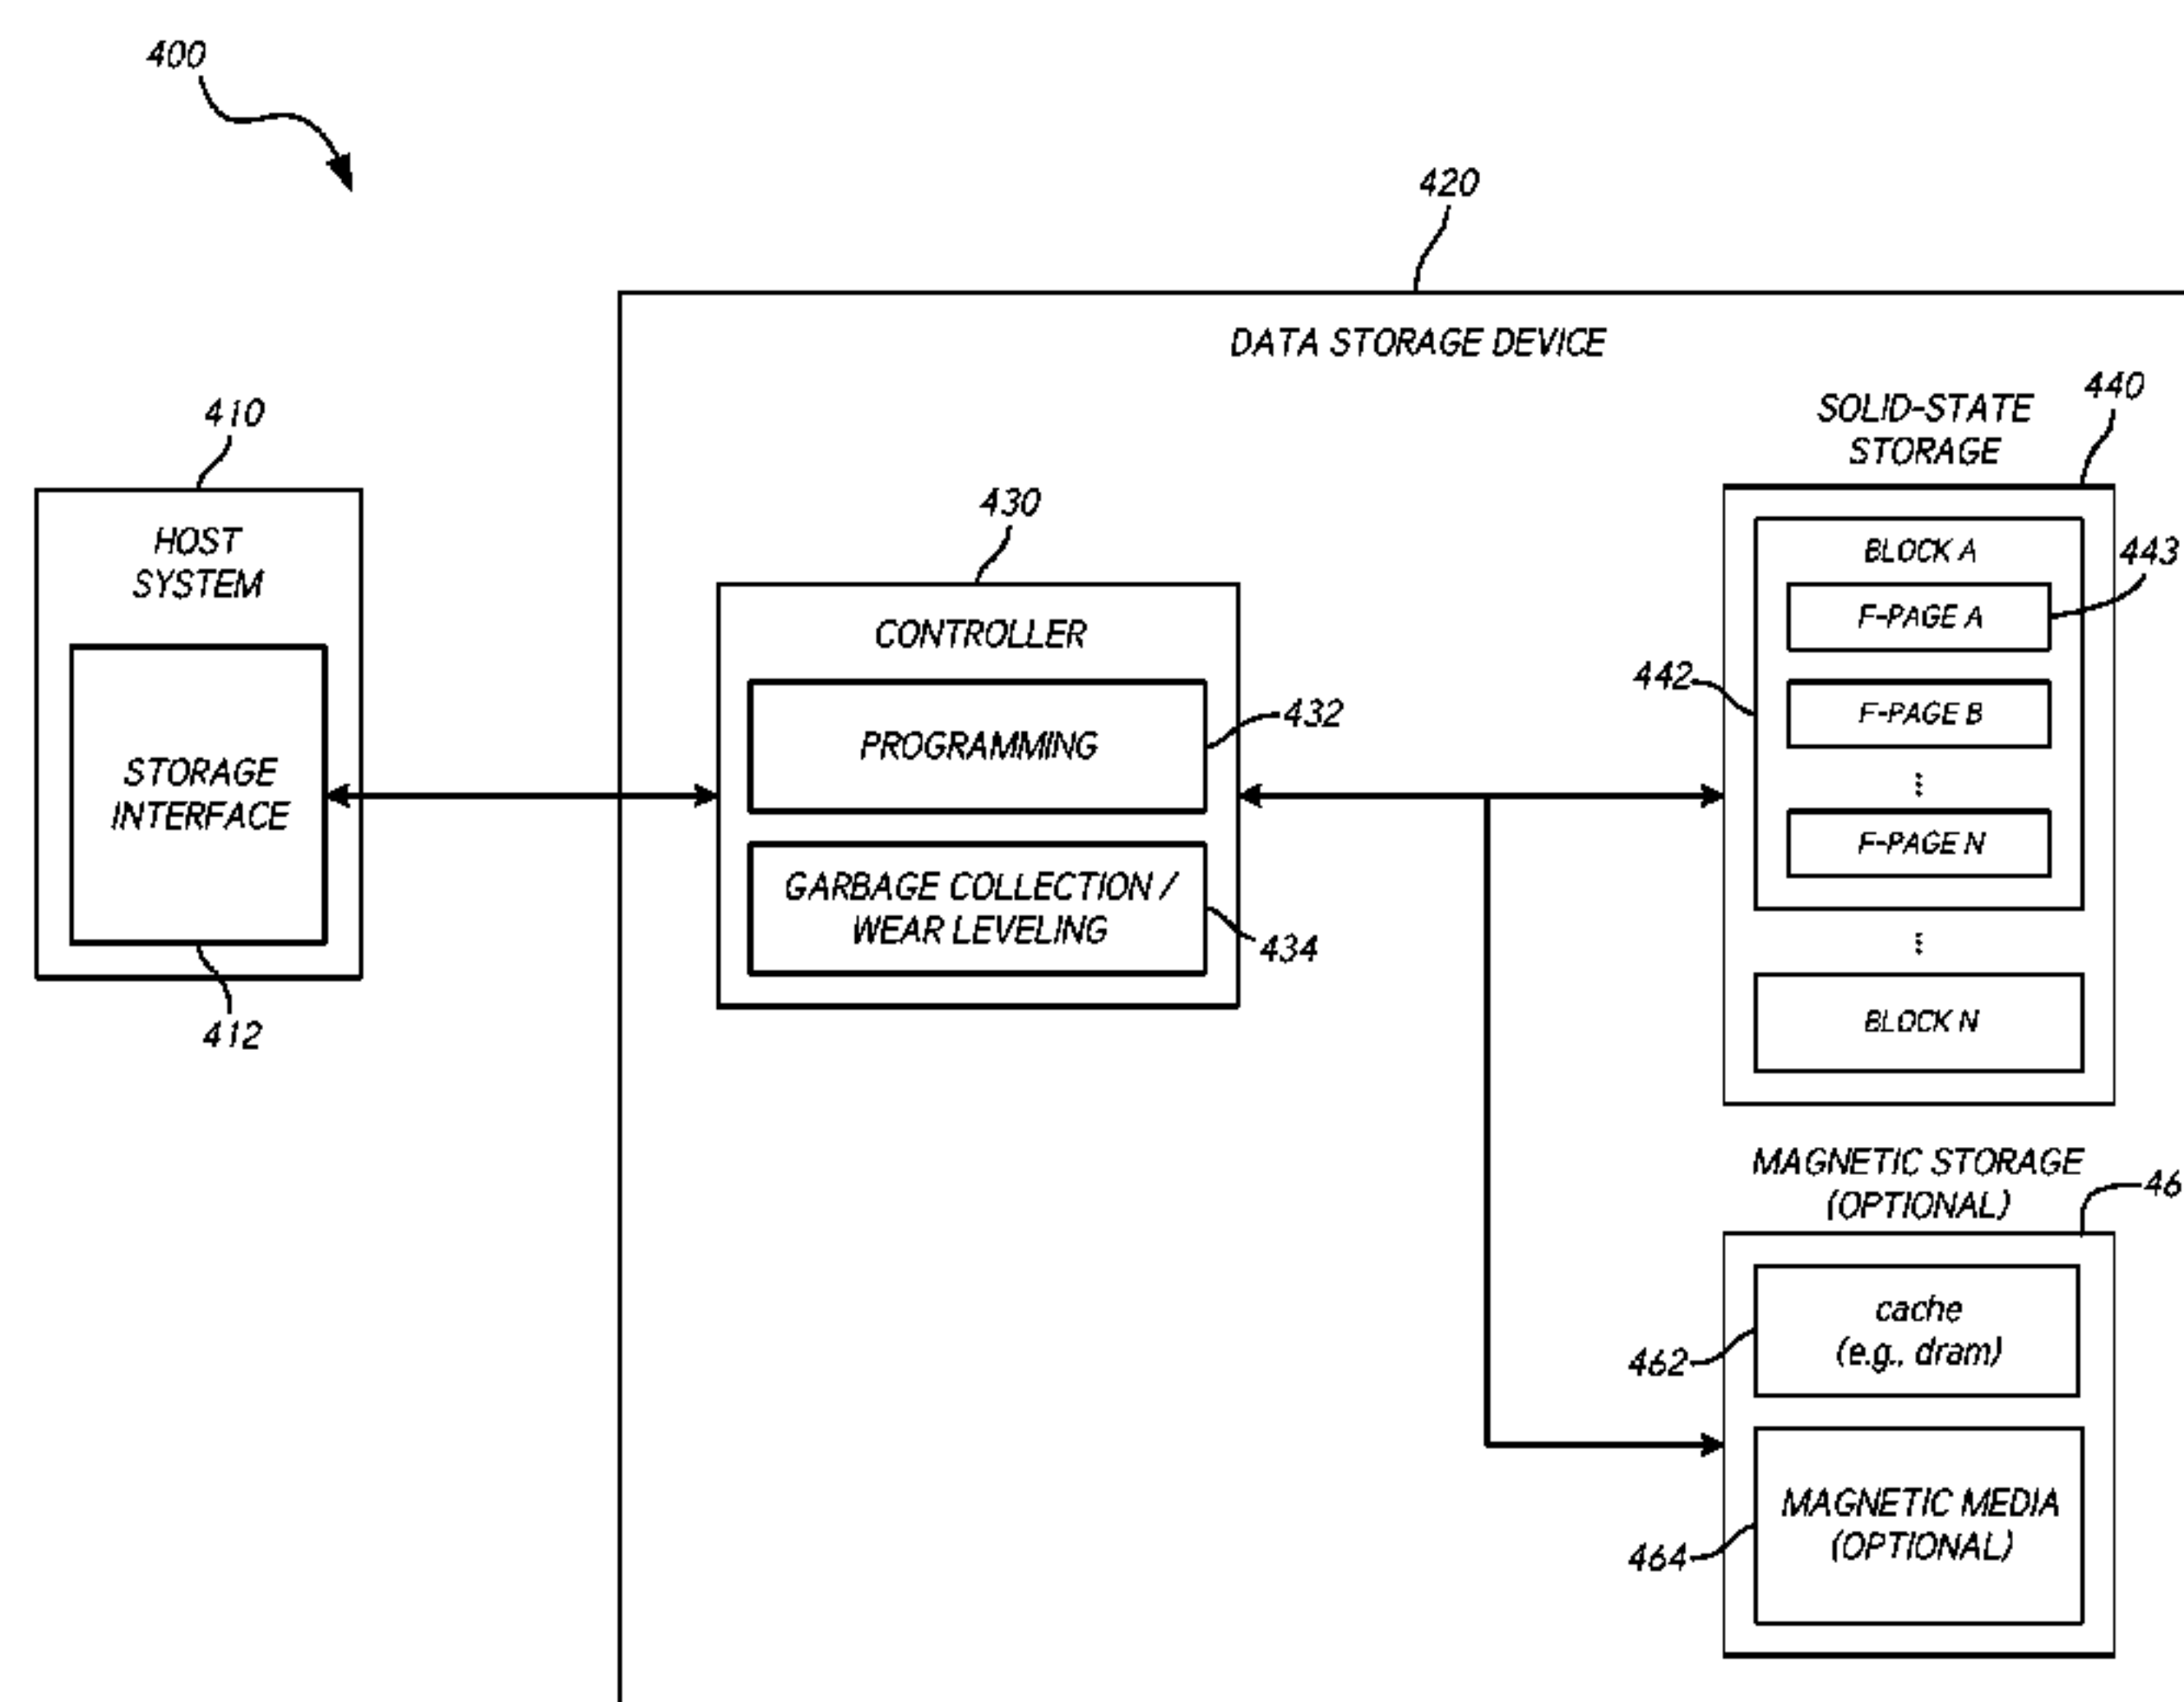 400
420
DATA STORAGE DEVICE
410
HOST
SYSTEM
STORAGE
INTERFACE
412
430
CONTROLLER
PROGRAMMING
432
GARBAGE COLLECTION /
WEAR LEVELING
434
SOLID-STATE
STORAGE
440
BLOCK A
443
F-PAGE A
442
F-PAGE B
F-PAGE N
BLOCK N
MAGNETIC STORAGE
(OPTIONAL)
46
cache
(e.g., dram)
462
MAGNETIC MEDIA
(OPTIONAL)
464